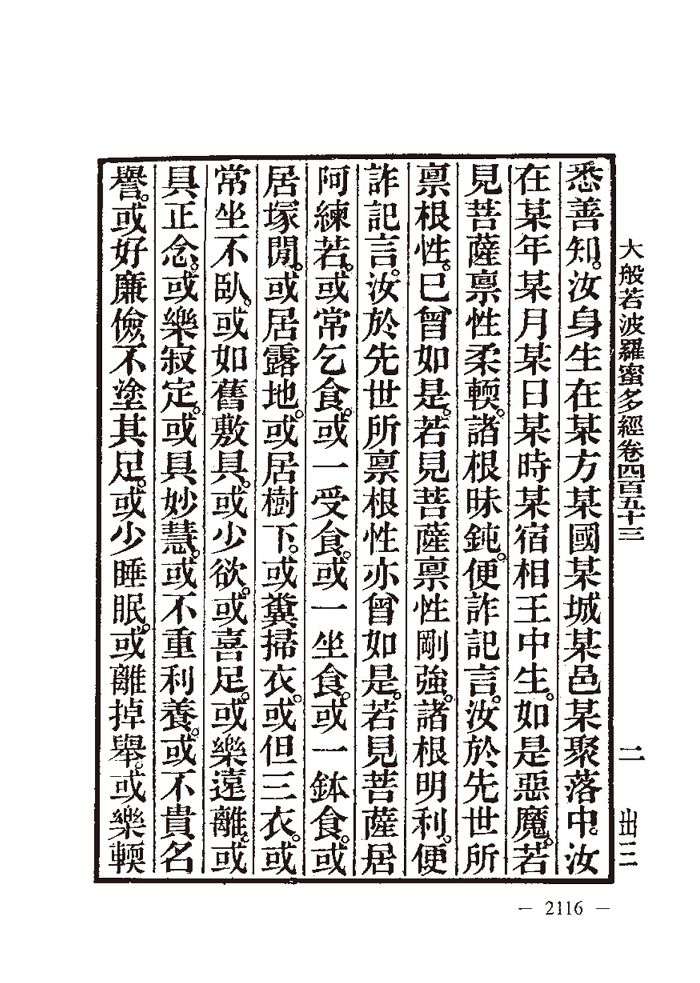 悉善知。汝身生在某方某國某城某邑某聚落中。汝
在某年某月某日某時某宿相王中生。如是惡魔。若
見菩薩稟性柔輭。諸根昧鈍。便詐記言。汝於先世所
稟根性。已曾如是。若見菩薩稟性剛強。諸根明利。便
詐記言。汝於先世所稟根性亦曾如是。若見菩薩居
阿練若。或常乞食。或一受食。或一坐食。或一鉢食。或
居塚閒。或居露地。或居樹下。或糞掃衣。或但三衣。或
常坐不臥。或如舊敷具。或少欲。或喜足。或樂遠離。或
具正念。或樂寂定。或具妙慧。或不重利養。或不貴名
譽。或好廉儉。不塗其足。或少睡眠。或離掉舉。或樂輭
大般若波羅蜜多經卷四百五十三 二 出三
— 2116 —